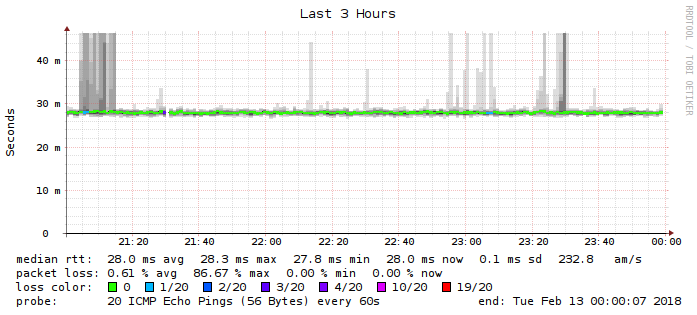 Last 3 Hours
RRDTOOL / TOBI OETIKER
Seconds
40 m
30 m
20 m
10 m
0
21:20 21:40 22:00 22:20 22:40 23:00 23:20 23:40 00:00
median rtt: 28.0 ms avg 28.3 ms max 27.8 ms min 28.0 ms now 0.1 ms sd 232.8 am/s
packet loss: 0.61 % avg 86.67 % max 0.00 % min 0.00 % now
loss color: 0 1/20 2/20 3/20 4/20 10/20 19/20
probe: 20 ICMP Echo Pings (56 Bytes) every 60s end: Tue Feb 13 00:00:07 2018